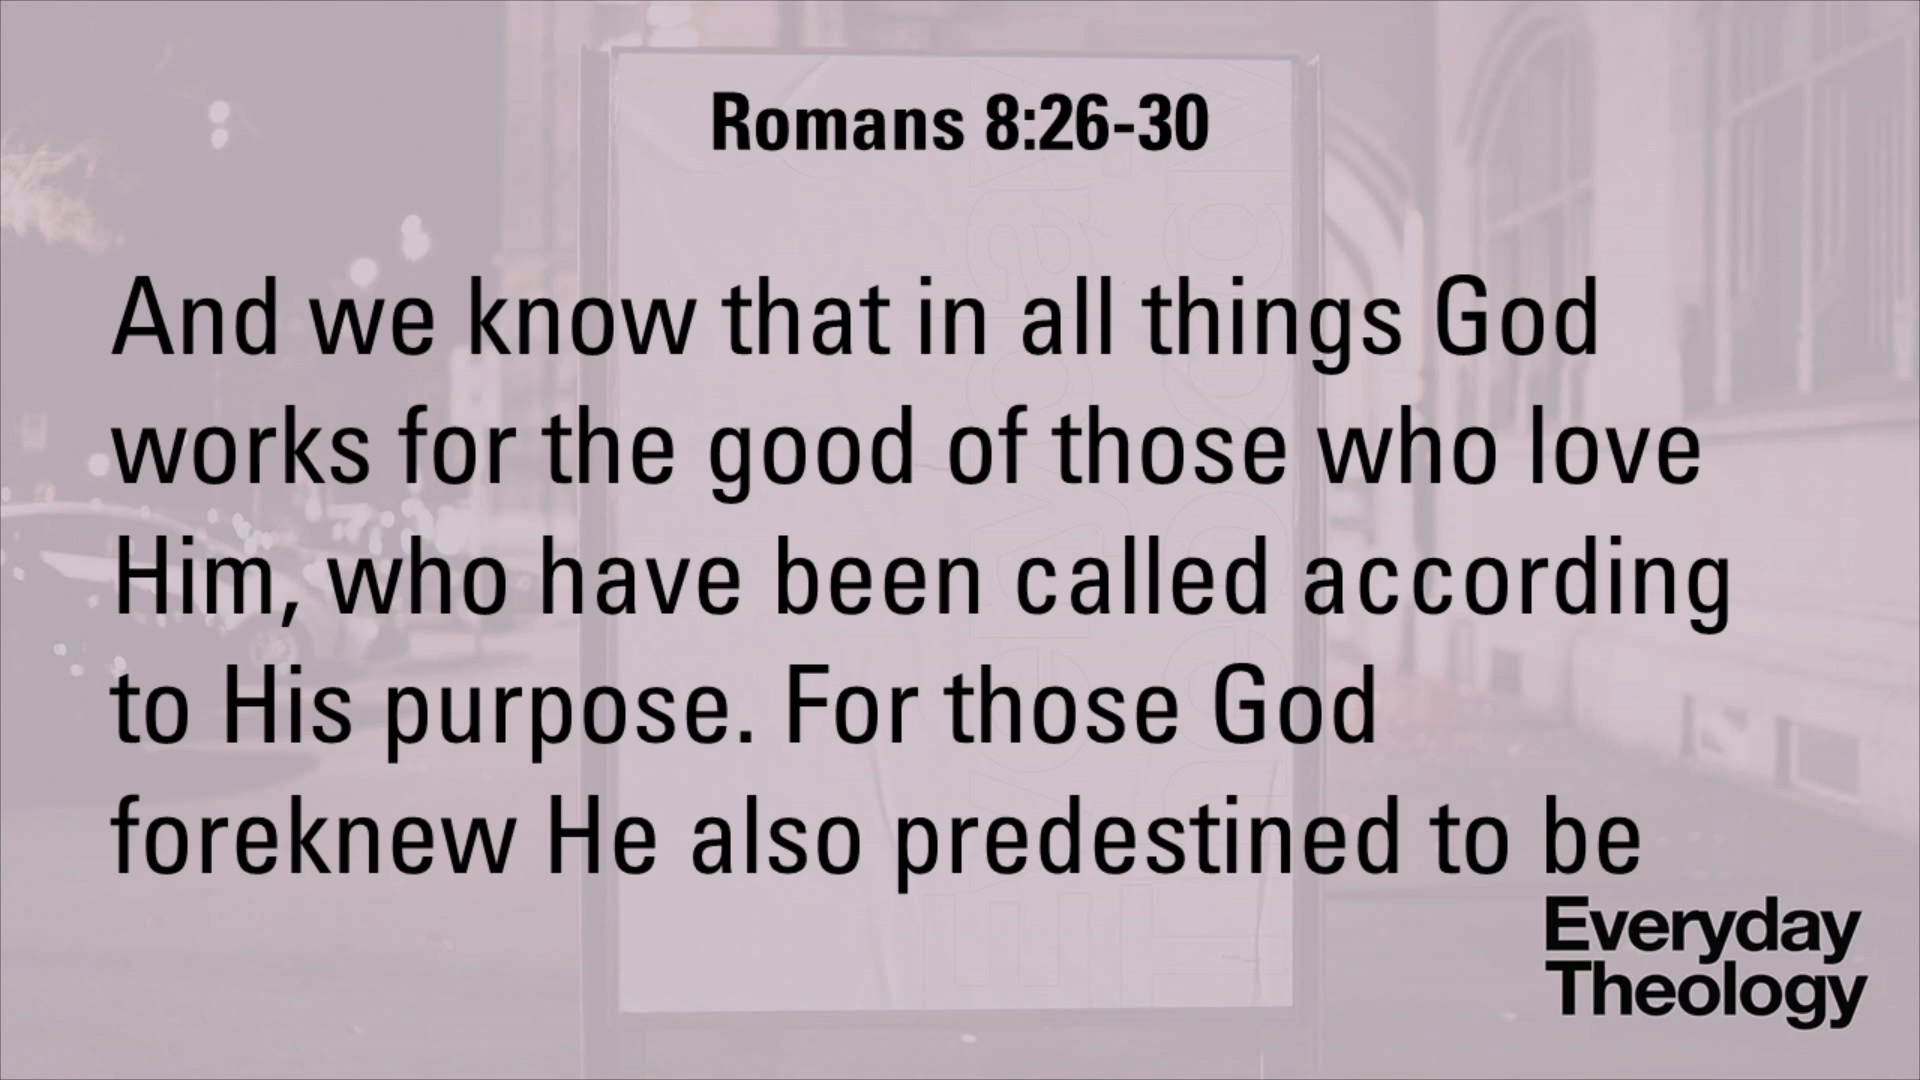 Romans 8:26-30
And we know that in all things God
works for the good of those who love
Him, who have been called according
to His purpose. For those God
foreknew He also predestined to be
Everyday
Theology